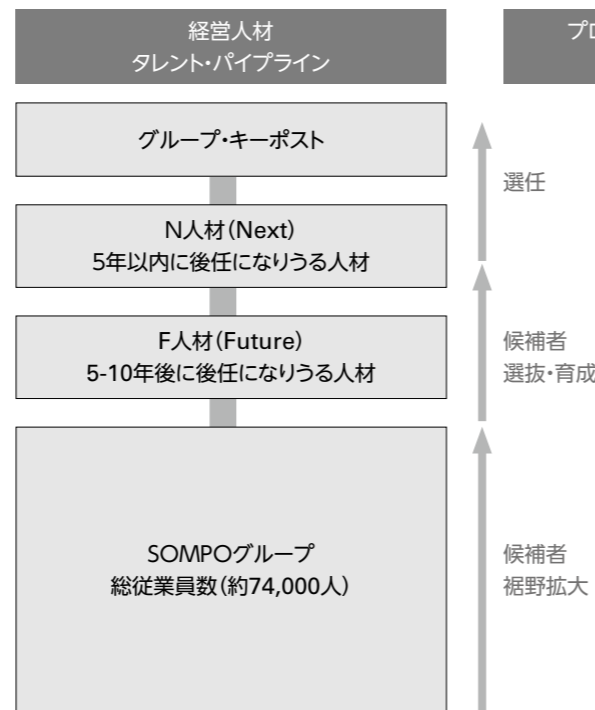 経営人材
タレント・パイプライン
グループ・キーポスト
N人材(Next)
5年以内に後任になりうる人材
F人材(Future)
5-10年後に後任になりうる人材
SOMPOグループ
総従業員数(約74,000人)
プロ
選任
候補者
選抜・育成
候補者
裾野拡大